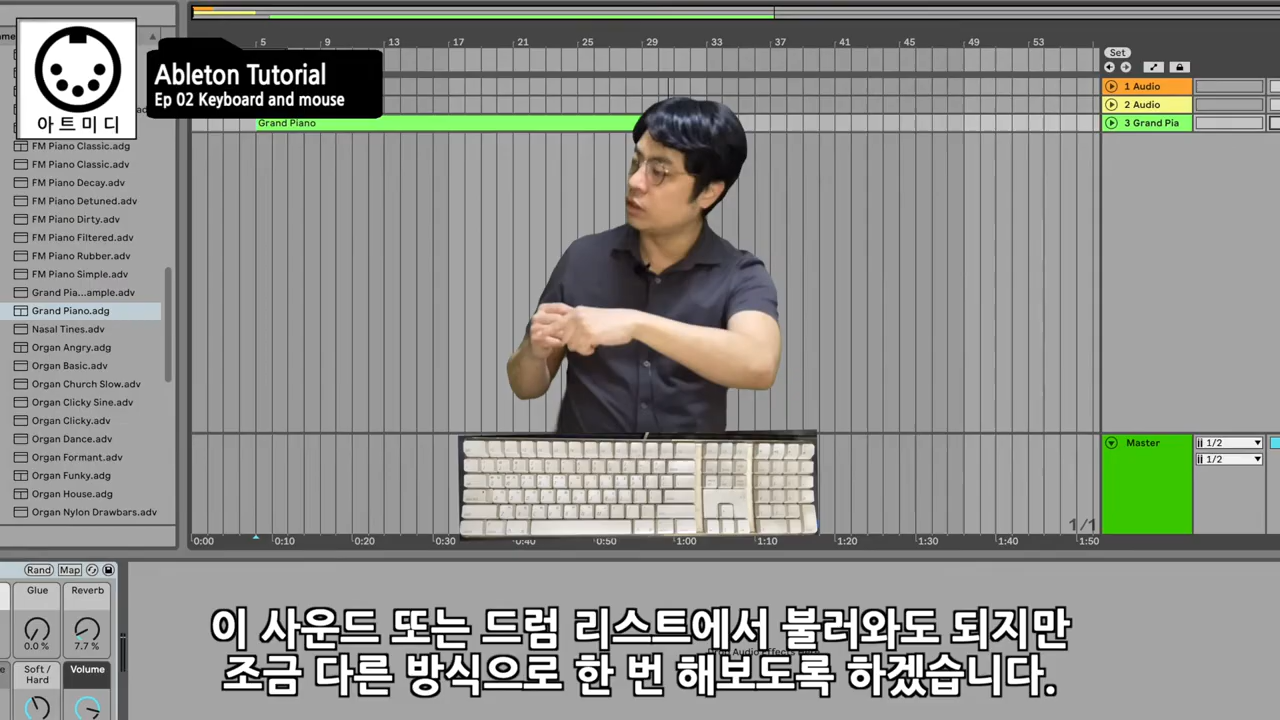 5 9 13 17 21 25 29 33 37 41 45 49 53
Set
아트미디
Ableton Tutorial
Ep 02 Keyboard and mouse
Grand Piano
1 Audio
2 Audio
3 Grand Pia
FM Piano Classic.adg
FM Piano Classic.adv
FM Piano Decay.adv
FM Piano Detuned.adv
FM Piano Dirty.adv
FM Piano Filtered.adv
FM Piano Rubber.adv
FM Piano Simple.adv
Grand Pia...ample.adv
Grand Piano.adg
Nasal Tines.adv
Organ Angry.adg
Organ Basic.adv
Organ Church Slow.adv
Organ Clicky Sine.adv
Organ Clicky.adv
Organ Dance.adv
Organ Formant.adv
Organ Funky.adg
Organ House.adg
Organ Nylon Drawbars.adv
Master
1/2
1/2
1/1
0:00 0:10 0:20 0:30 0:40 0:50 1:00 1:10 1:20 1:30 1:40 1:50
Rand Map
Glue Reverb
0.0 % 7.7 %
Soft / Hard
Volume
이 사운드 또는 드럼 리스트에서 불러와도 되지만
조금 다른 방식으로 한 번 해보도록 하겠습니다.